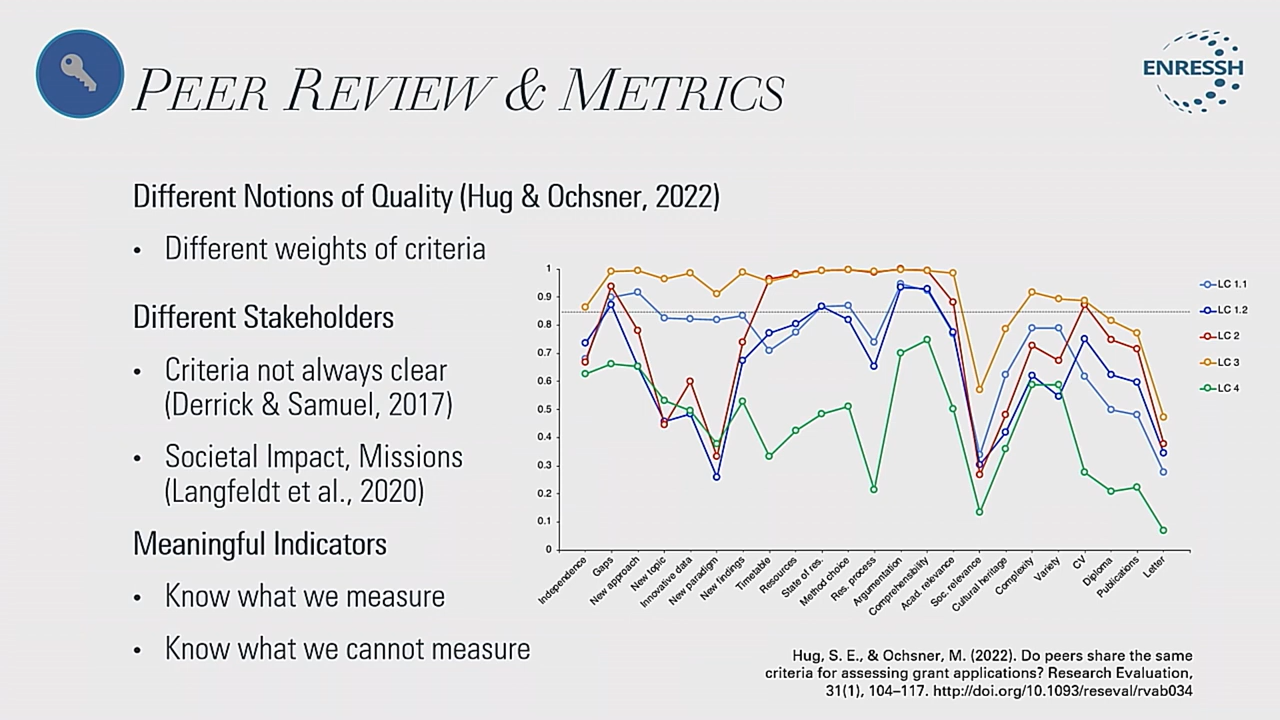 PEER REVIEW & METRICS
ENRESSH
Different Notions of Quality (Hug & Ochsner, 2022)
• Different weights of criteria
Different Stakeholders
• Criteria not always clear
(Derrick & Samuel, 2017)
• Societal Impact, Missions
(Langfeldt et al., 2020)
Meaningful Indicators
• Know what we measure
• Know what we cannot measure
1
0.9
0.8
0.7
0.6
0.5
0.4
0.3
0.2
0.1
0
Independence
Gaps
New approach
New topic
Innovative data
New paradigm
New findings
Timetable
Resources
State of res.
Method choice
Res. process
Argumentation
Comprehensibility
Acad. relevance
Soc. relevance
Cultural heritage
Complexity
Variety
CV
Diploma
Publications
Letter
LC 1.1
LC 1.2
LC 2
LC 3
LC 4
Hug, S. E., & Ochsner, M. (2022). Do peers share the same
criteria for assessing grant applications? Research Evaluation,
31(1), 104–117. http://doi.org/10.1093/reseval/rvab034